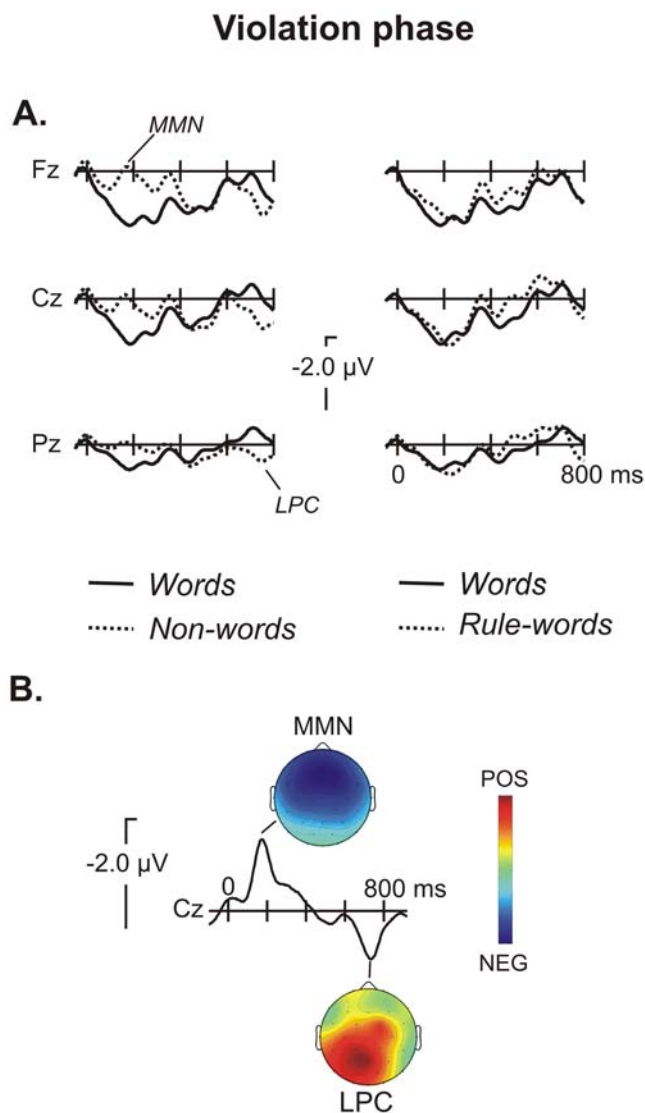 Violation phase
A.
MMN
Fz
Cz
-2.0 µV
Pz
0 800 ms
LPC
Words Words
Non-words Rule-words
B.
MMN
POS
-2.0 µV
0 800 ms
Cz
NEG
LPC